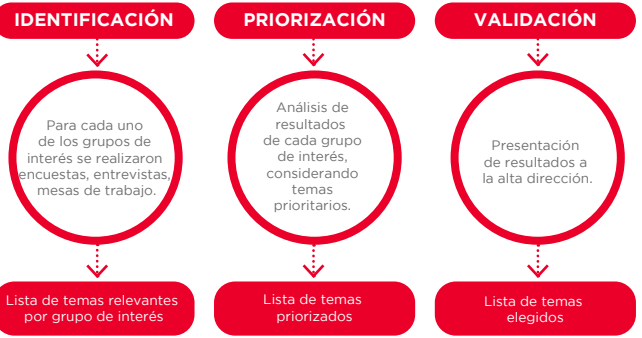 IDENTIFICACIÓN
Para cada uno
de los grupos de
interés se realizaron
encuestas, entrevistas,
mesas de trabajo.
Lista de temas relevantes
por grupo de interés
PRIORIZACIÓN
Análisis de
resultados
de cada grupo
de interés,
considerando
temas
prioritarios.
Lista de temas
priorizados
VALIDACIÓN
Presentación
de resultados a
la alta dirección.
Lista de temas
elegidos